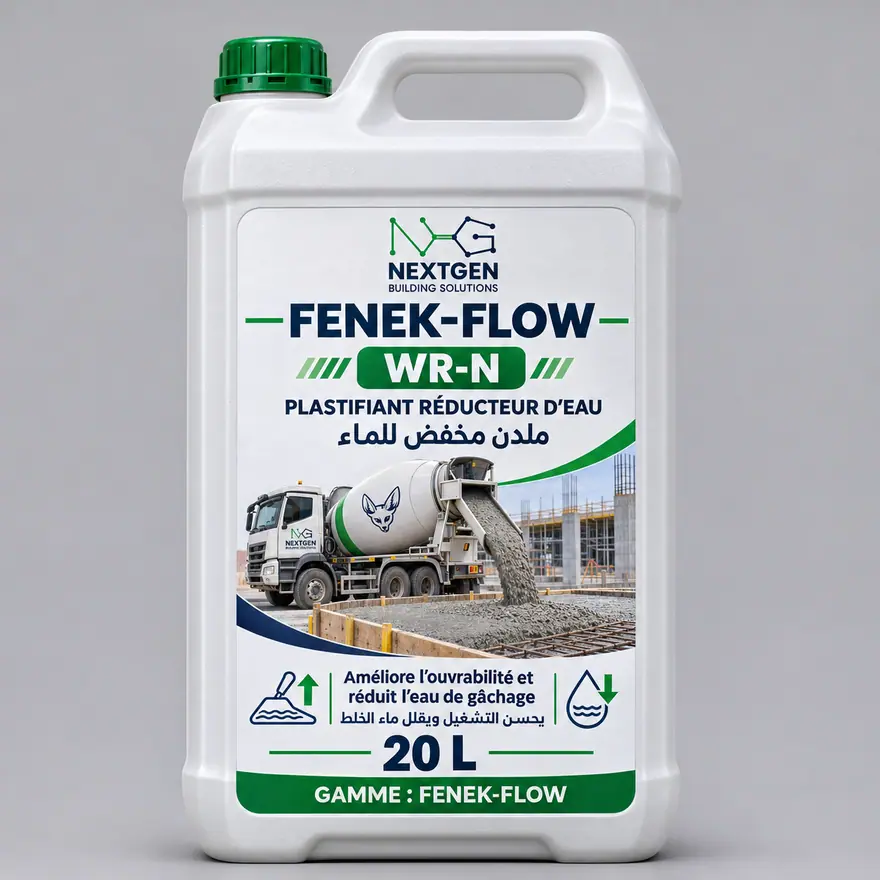 NEXTGEN
BUILDING SOLUTIONS
FENEK-FLOW
WR-N
PLASTIFIANT RÉDUCTEUR D'EAU
ملدن مخفض للماء
NEXTGEN
BUILDING SOLUTIONS
Améliore l'ouvrabilité et
réduit l'eau de gâchage
يحسن التشغيل ويقلل ماء الخلط
20 L
GAMME : FENEK-FLOW